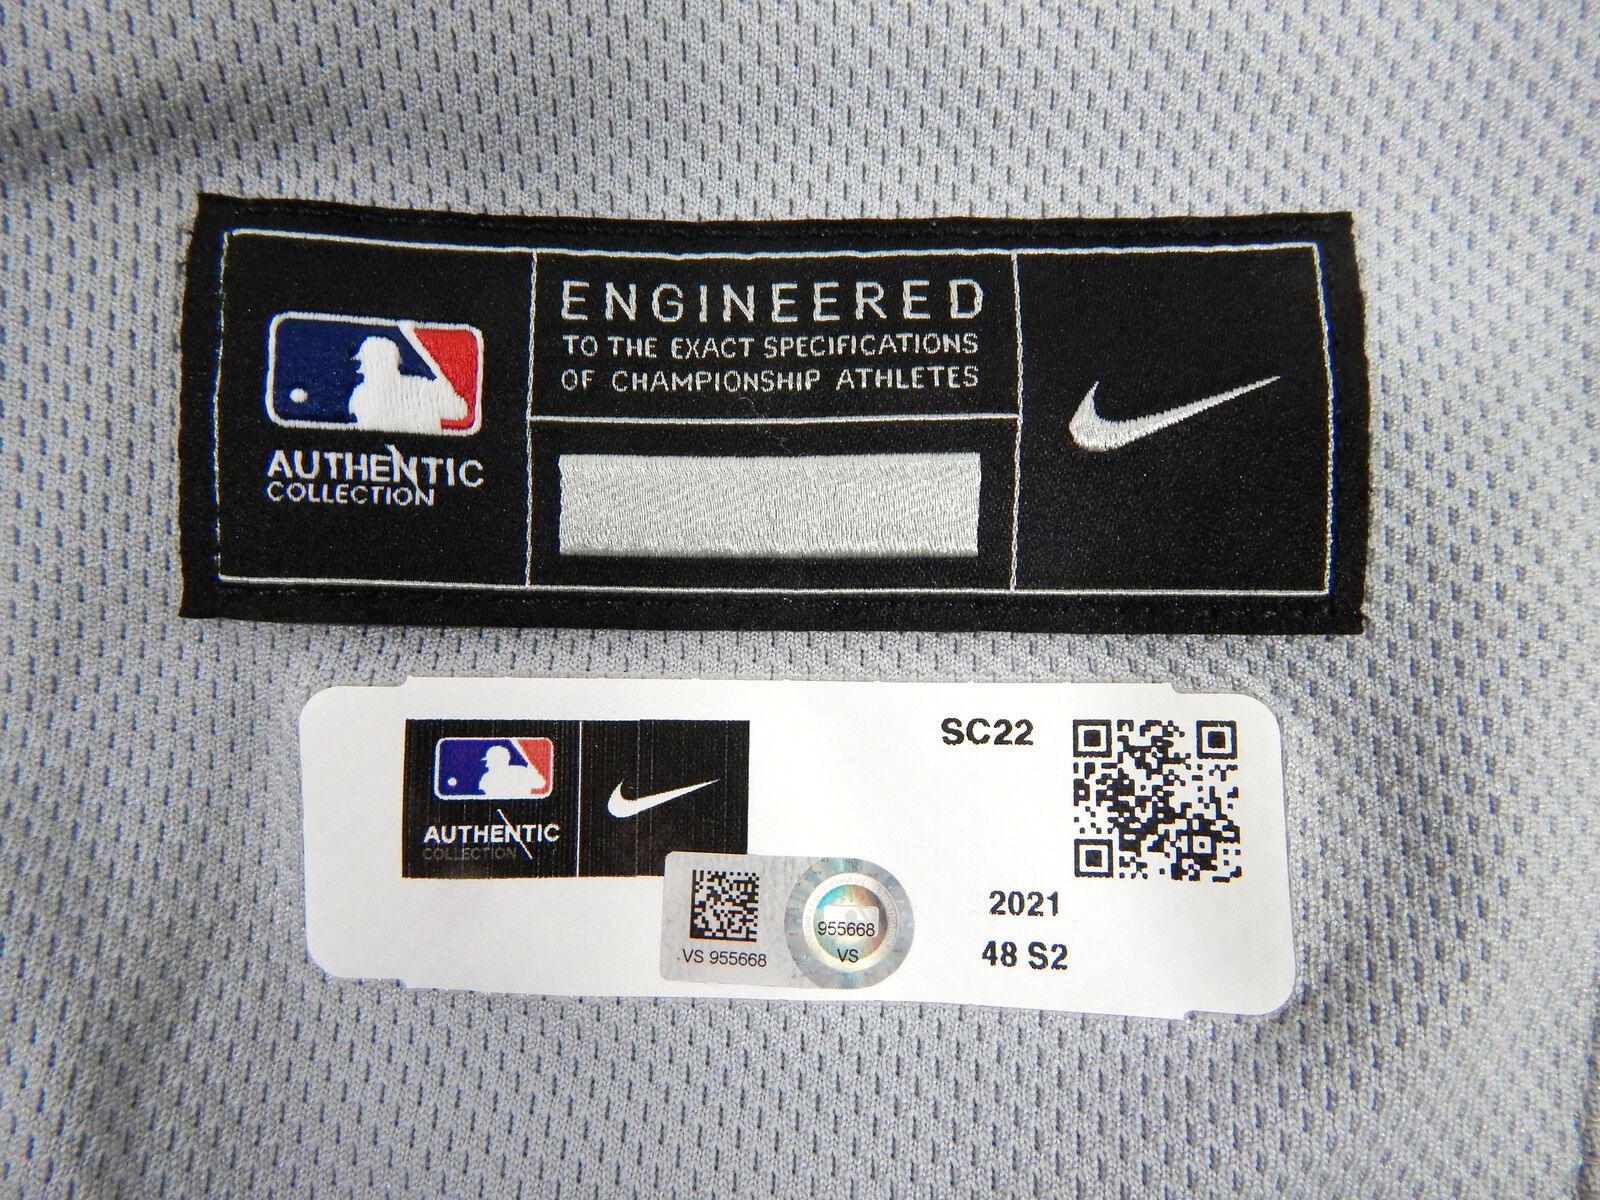 ENGINEERED
TO THE EXACT SPECIFICATIONS
OF CHAMPIONSHIP ATHLETES
AUTHENTIC
COLLECTION
SC22
AUTHENTIC
COLLECTION
2021
48 S2
VS 955668
955668
VS